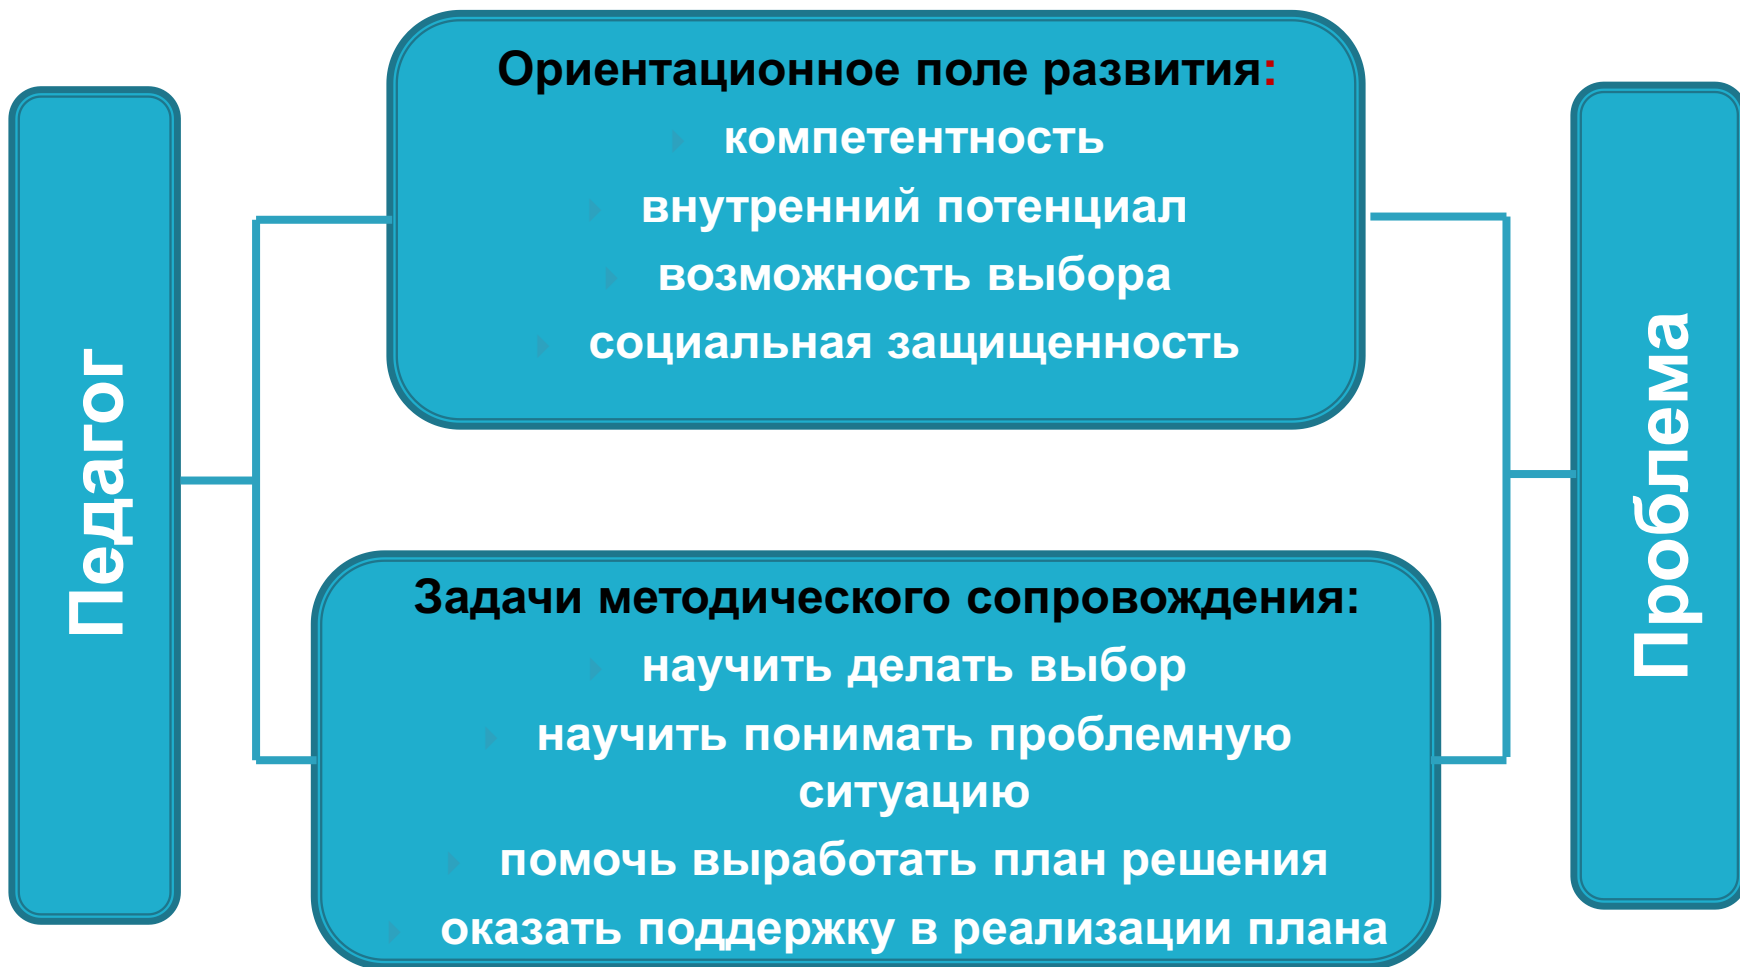 Педагог
Ориентационное поле развития:
компетентность
внутренний потенциал
возможность выбора
социальная защищенность
Задачи методического сопровождения:
научить делать выбор
научить понимать проблемную
ситуацию
помочь выработать план решения
оказать поддержку в реализации плана
Проблема